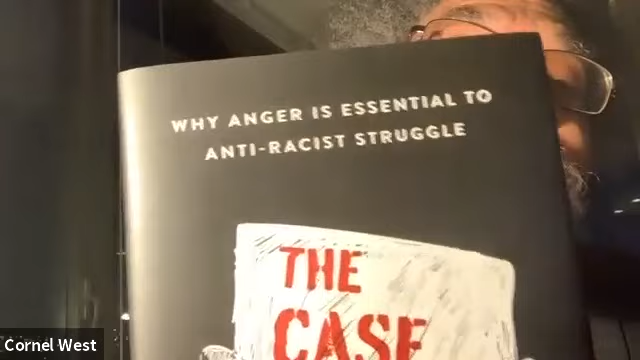 WHY ANGER IS ESSENTIAL TO
ANTI-RACIST STRUGGLE
THE
CASE
Cornel West